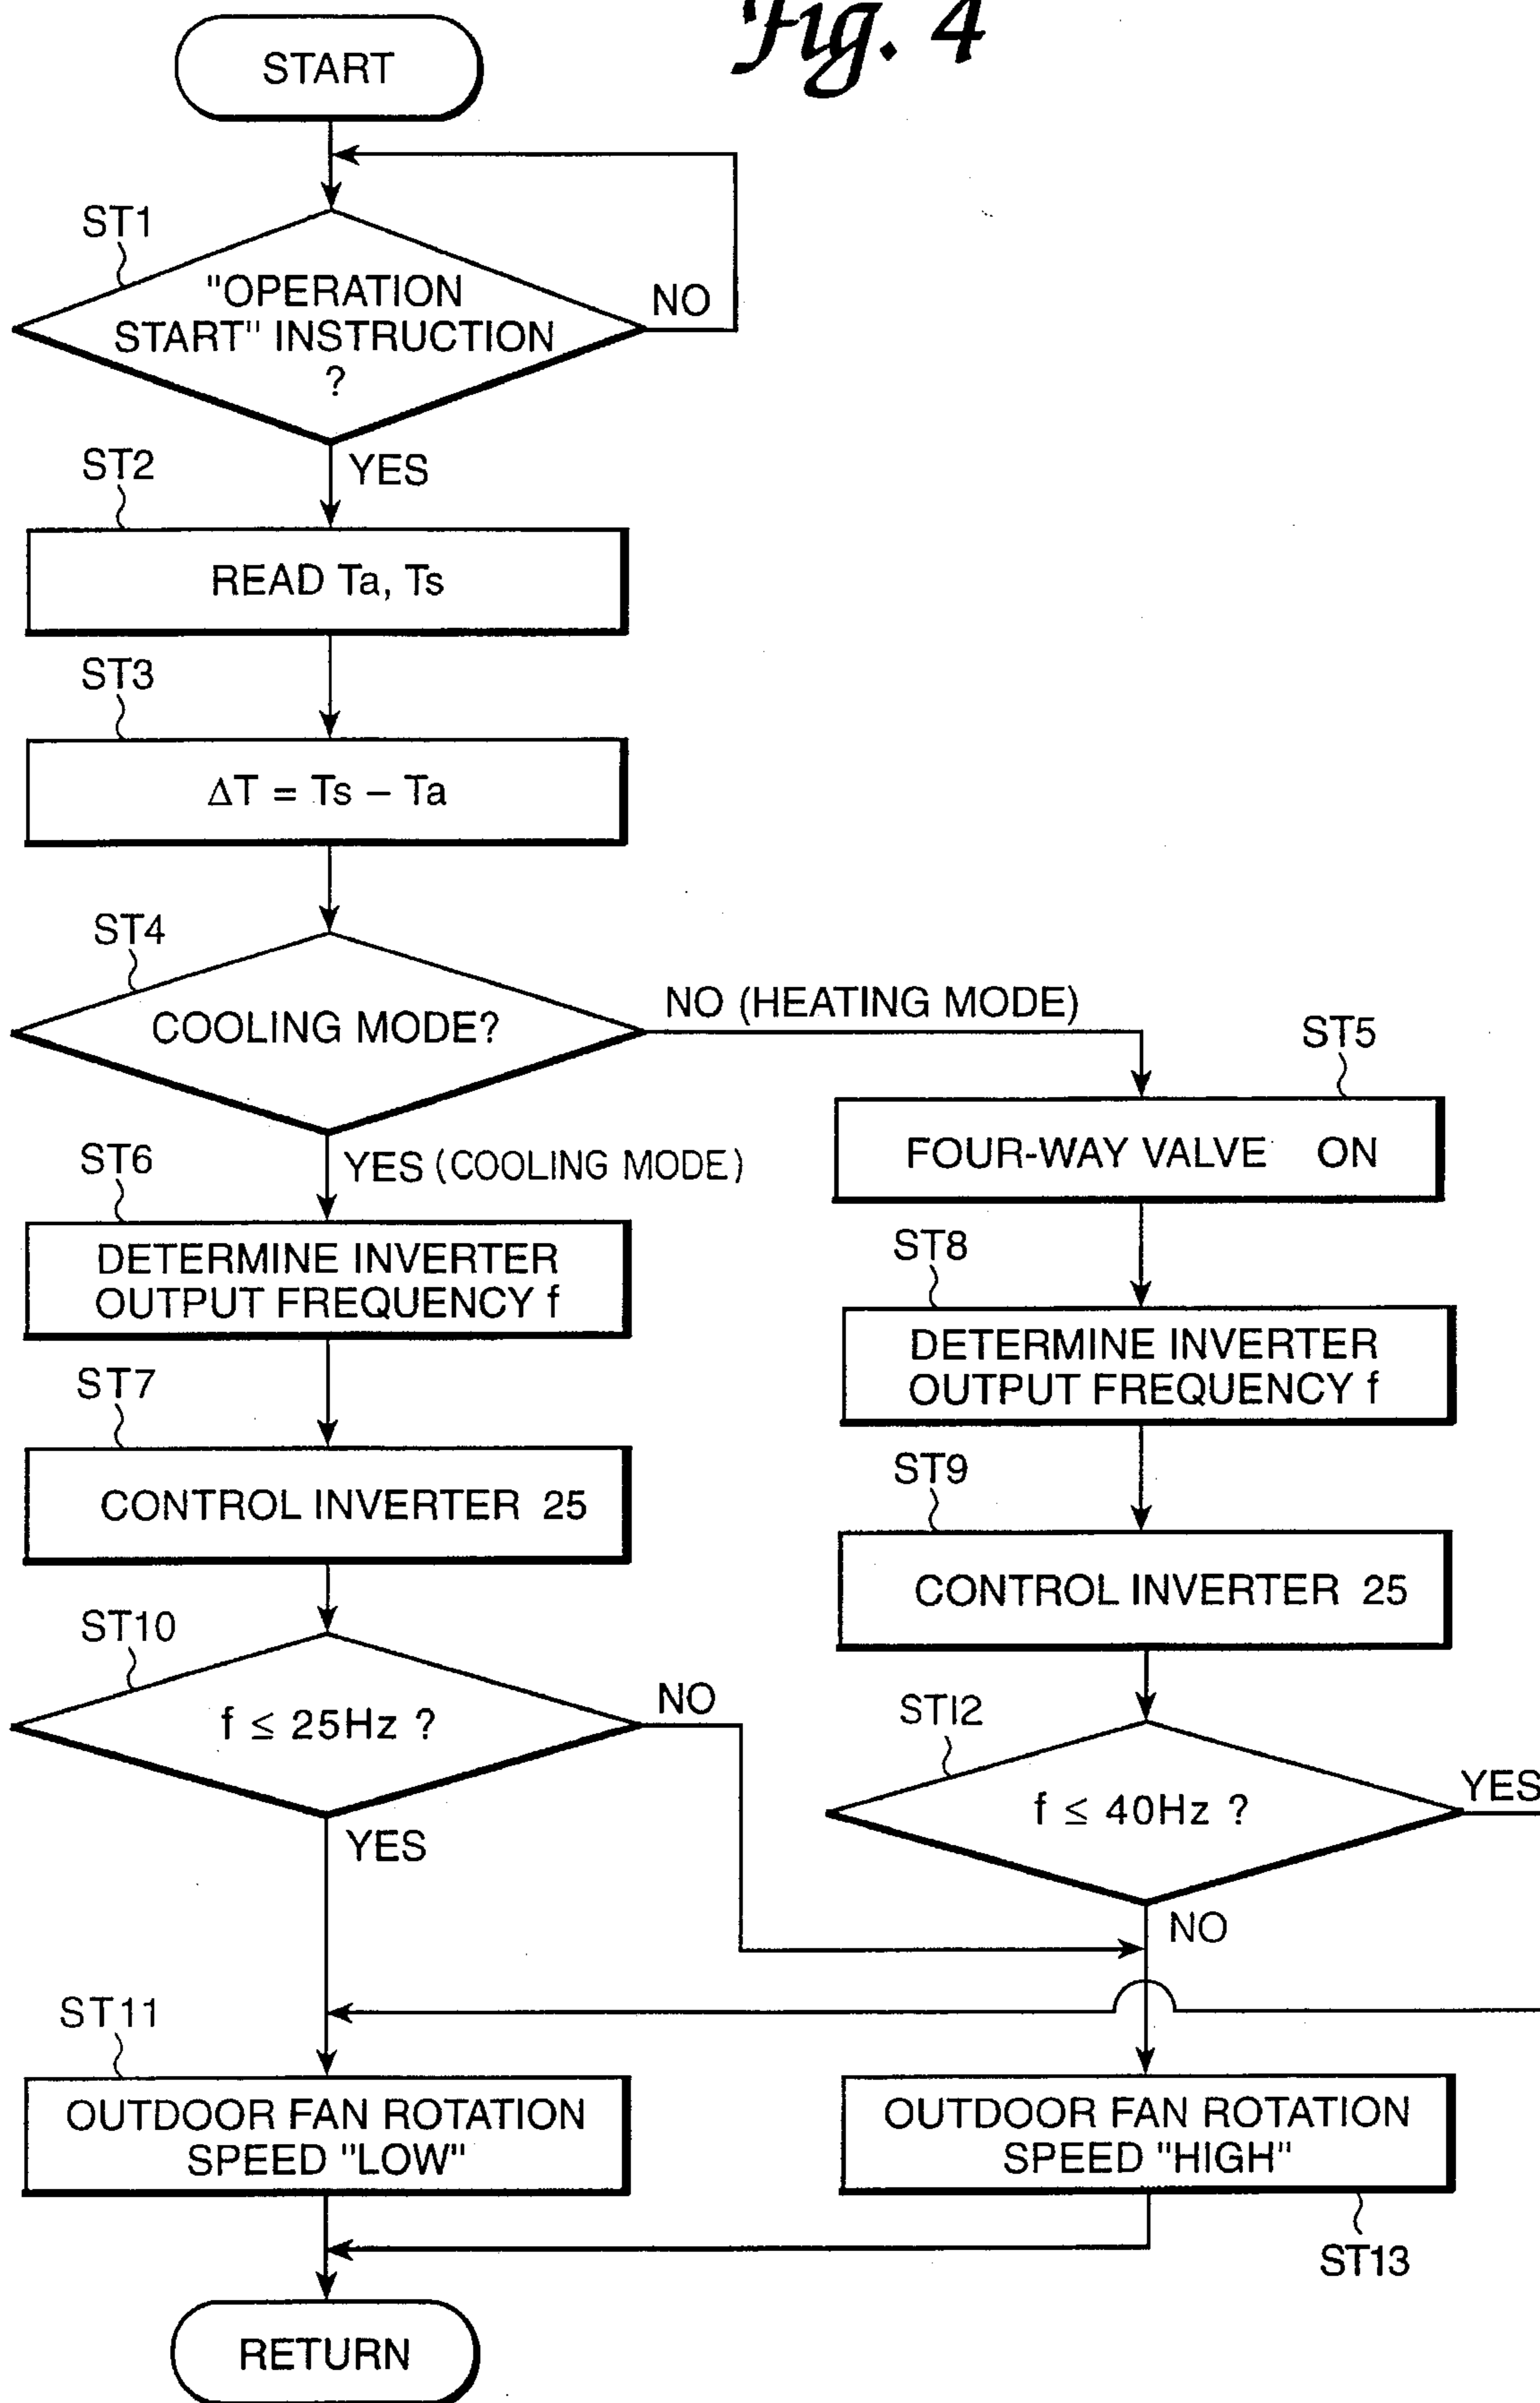 Fig. 4
START
ST1
"OPERATION
START" INSTRUCTION
?
NO
YES
ST2
READ Ta, Ts
ST3
ΔT = Ts – Ta
ST4
COOLING MODE?
NO (HEATING MODE)
YES (COOLING MODE)
ST5
FOUR-WAY VALVE ON
ST6
DETERMINE INVERTER
OUTPUT FREQUENCY f
ST8
DETERMINE INVERTER
OUTPUT FREQUENCY f
ST7
CONTROL INVERTER 25
ST9
CONTROL INVERTER 25
ST10
f ≤ 25Hz ?
NO
YES
ST12
f ≤ 40Hz ?
YES
NO
ST11
OUTDOOR FAN ROTATION
SPEED "LOW"
OUTDOOR FAN ROTATION
SPEED "HIGH"
ST13
RETURN